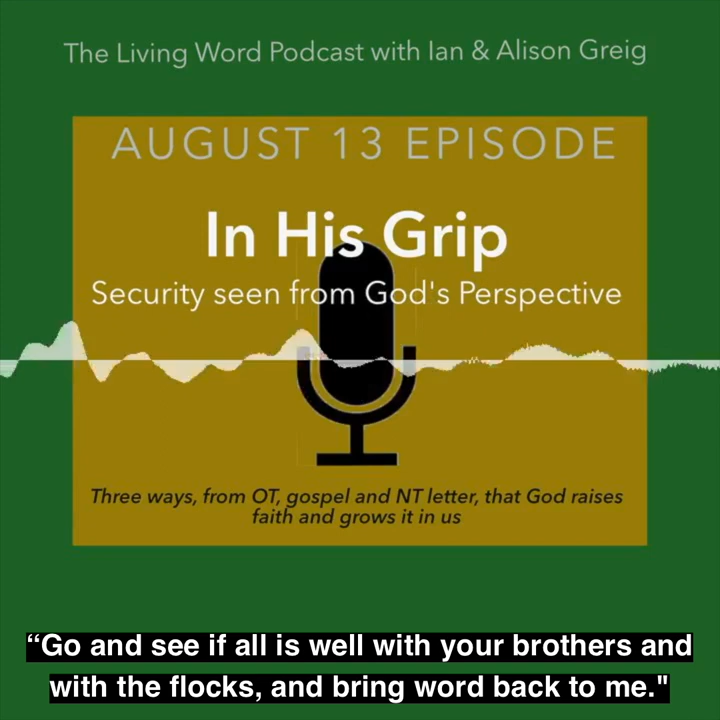 The Living Word Podcast with Ian & Alison Greig
AUGUST 13 EPISODE
In His Grip
Security seen from God's Perspective
Three ways, from OT, gospel and NT letter, that God raises
faith and grows it in us
“Go and see if all is well with your brothers and
with the flocks, and bring word back to me."